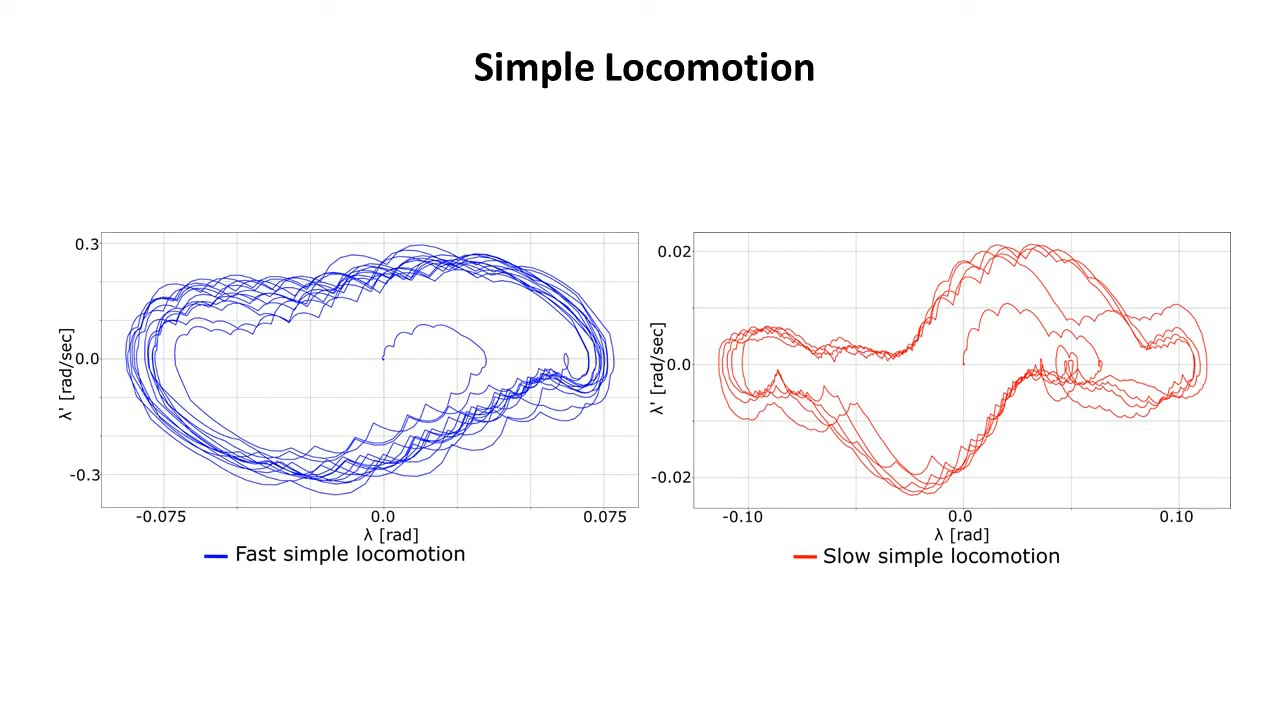 Simple Locomotion
0.3
0.0
-0.3
λ' [rad/sec]
-0.075
0.0
0.075
λ [rad]
Fast simple locomotion
0.02
0.0
-0.02
λ' [rad/sec]
-0.10
0.0
0.10
λ [rad]
Slow simple locomotion